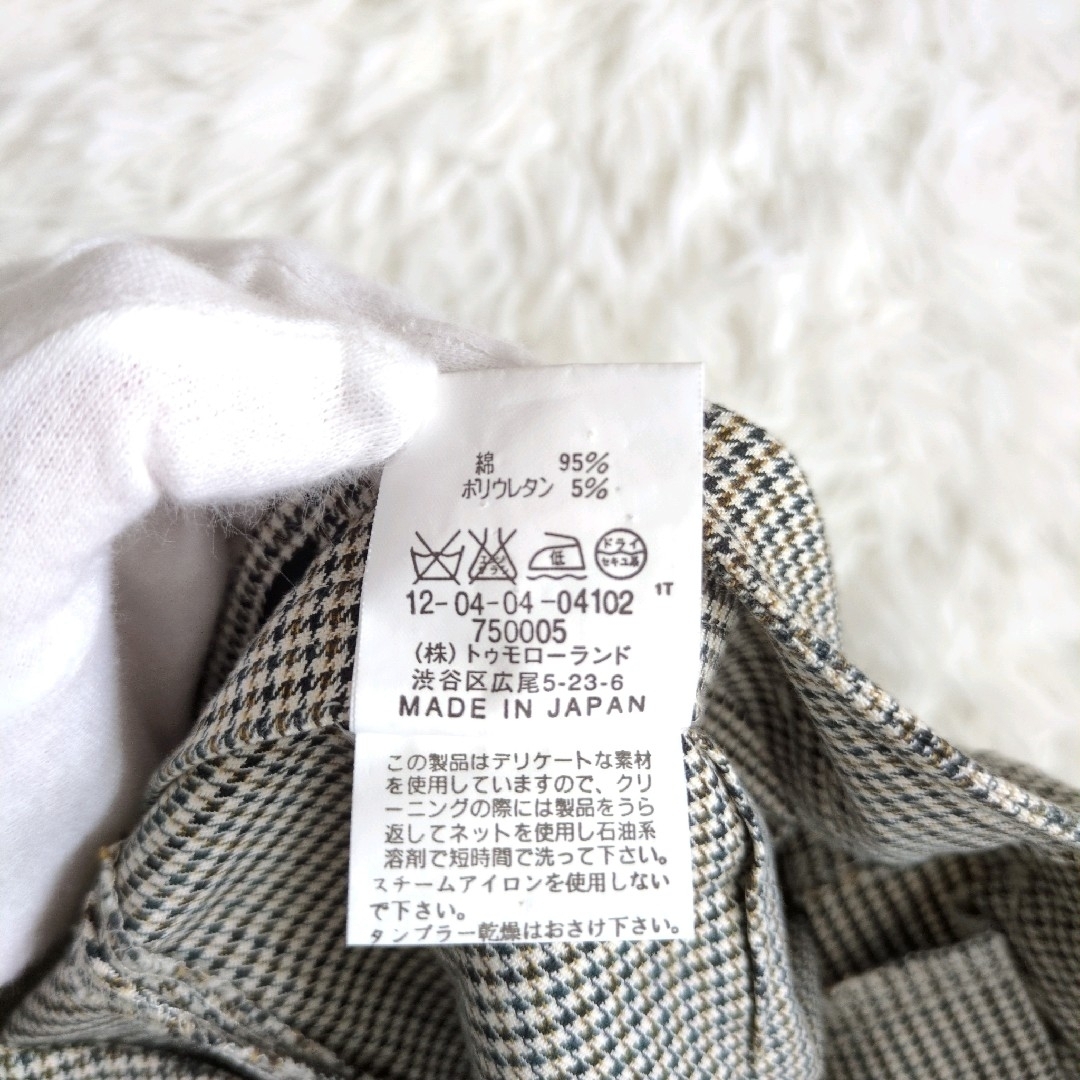 綿 95%
ポリウレタン 5%
エンソサラシ
低
ドライ
セキユ系
12-04-04-04102 1T
750005
(株)トゥモローランド
渋谷区広尾5-23-6
MADE IN JAPAN
この製品はデリケートな素材
を使用していますので、クリ
ーニングの際には製品をうら
返してネットを使用し石油系
溶剤で短時間で洗って下さい。
スチームアイロンを使用しない
で下さい。
タンブラー乾燥はおさけ下さい。